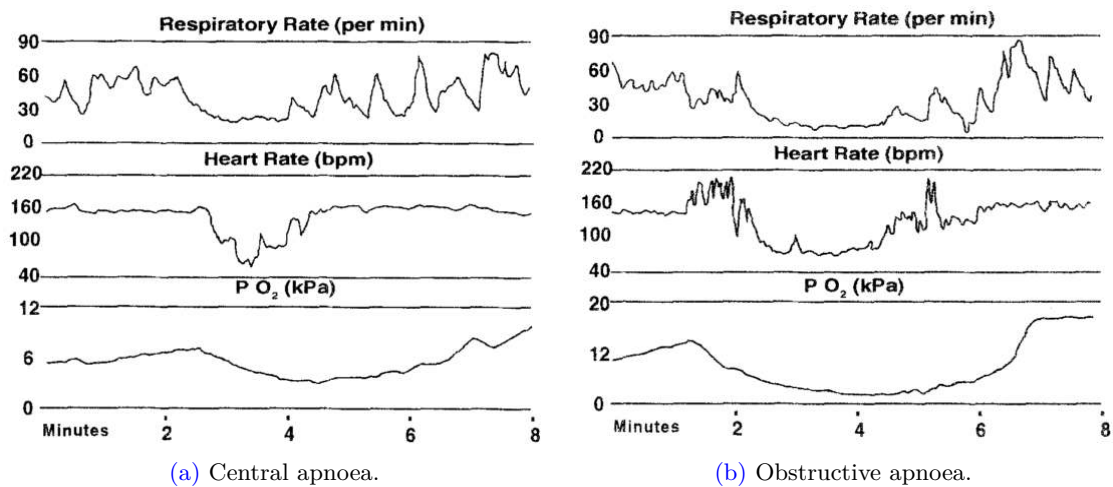 Respiratory Rate (per min)
90
60
30
0
Heart Rate (bpm)
220
160
100
40
P O₂ (kPa)
12
6
0
Minutes 2 4 6 8
(a) Central apnoea.
Respiratory Rate (per min)
90
60
30
0
Heart Rate (bpm)
220
160
100
40
P O₂ (kPa)
20
12
0
Minutes 2 4 6 8
(b) Obstructive apnoea.